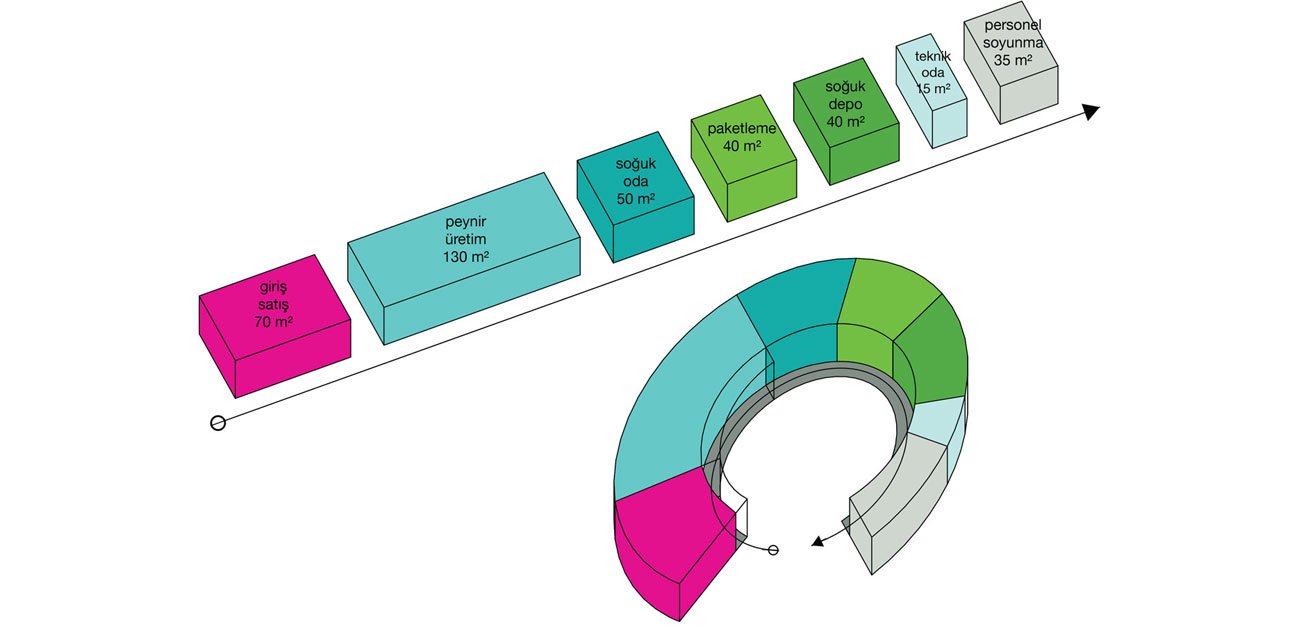 giriş
satış
70 m²
peynir
üretim
130 m²
soğuk
oda
50 m²
paketleme
40 m²
soğuk
depo
40 m²
teknik
oda
15 m²
personel
soyunma
35 m²